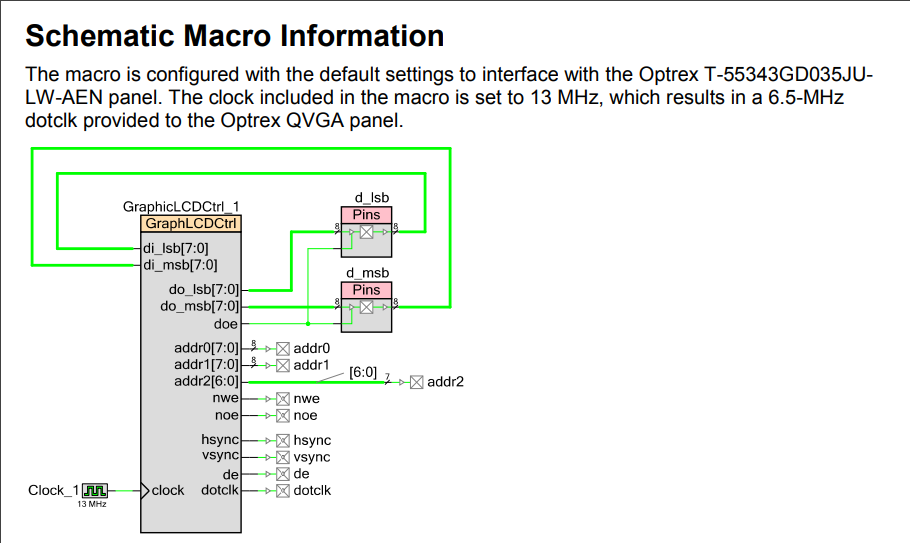 Schematic Macro Information
The macro is configured with the default settings to interface with the Optrex T-55343GD035JU-
LW-AEN panel. The clock included in the macro is set to 13 MHz, which results in a 6.5-MHz
dotclk provided to the Optrex QVGA panel.
GraphicLCDCtrl_1
GraphLCDCtrl
di_lsb[7:0]
di_msb[7:0]
do_lsb[7:0]
do_msb[7:0]
doe
d_lsb
Pins
8
8
d_msb
Pins
8
8
addr0[7:0] 8 addr0
addr1[7:0] 8 addr1
addr2[6:0] [6:0] 7 addr2
nwe nwe
noe noe
hsync hsync
vsync vsync
de de
Clock_1 clock dotclk dotclk
13 MHz